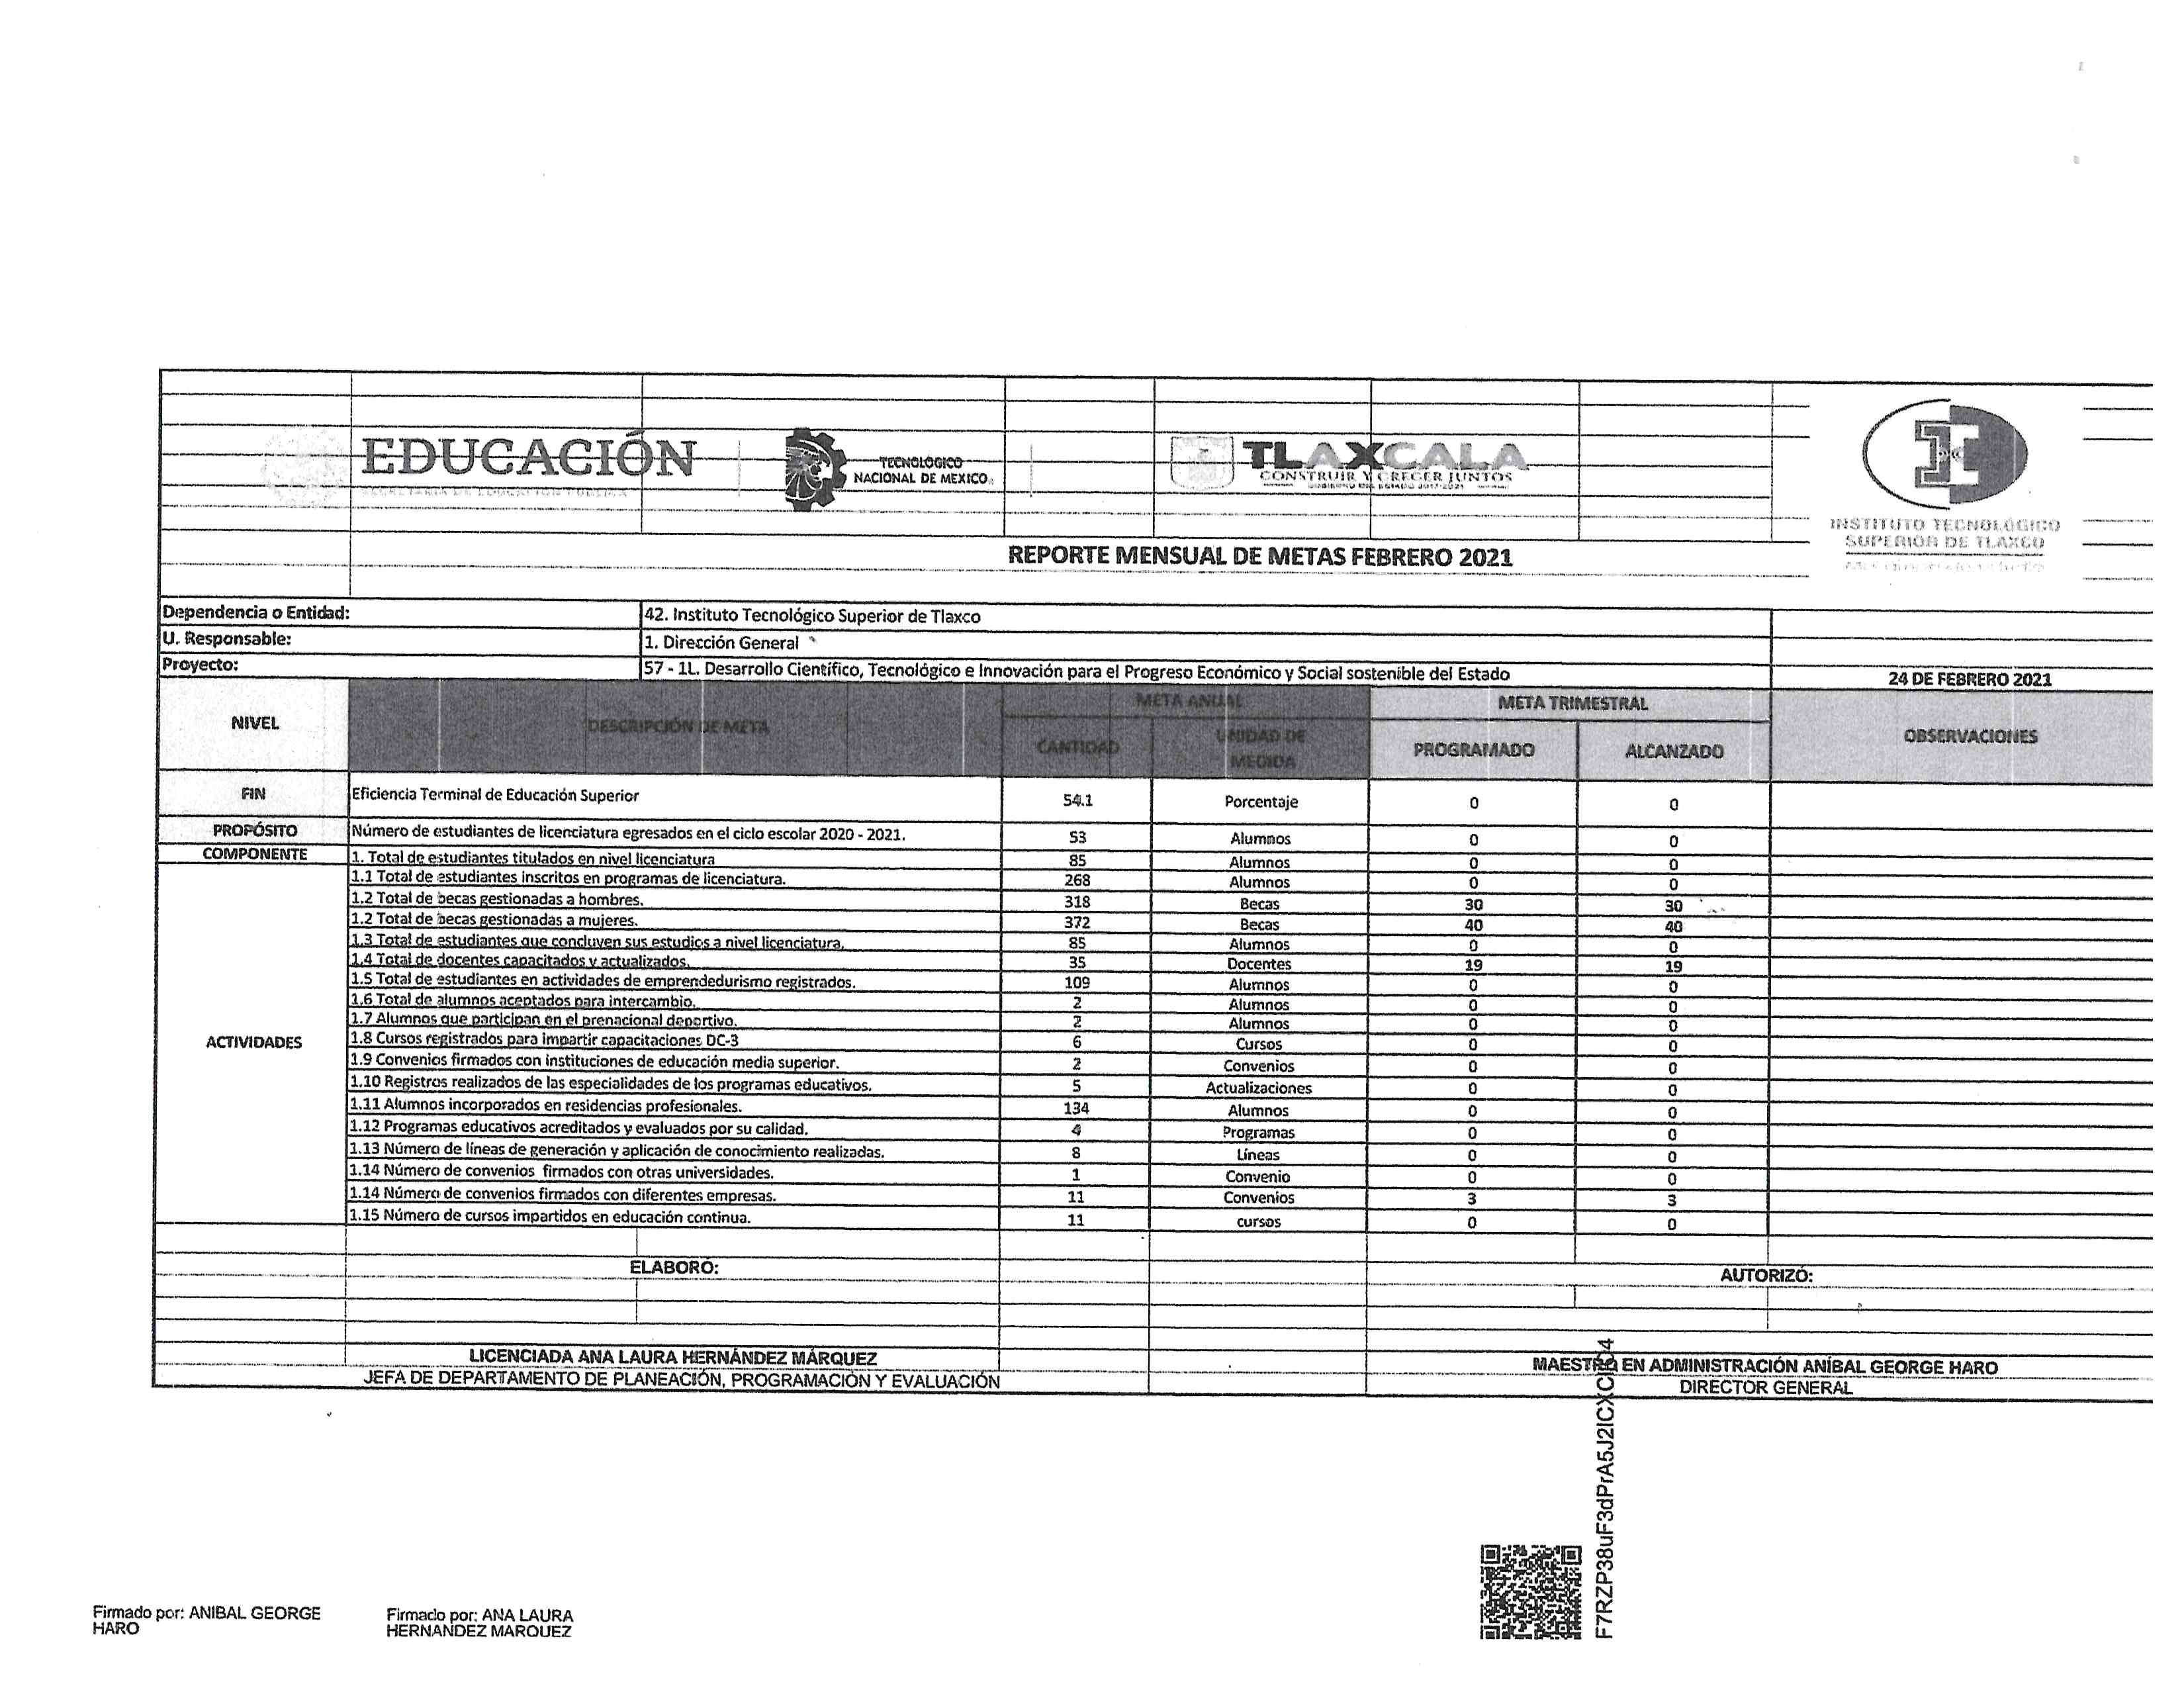 EDUCACIÓN
SECRETARÍA DE EDUCACIÓN PÚBLICA
TECNOLÓGICO
NACIONAL DE MEXICO
TLAXCALA
CONSTRUIR Y CRECER JUNTOS
GOBIERNO DEL ESTADO 2017-2021
INSTITUTO TECNOLÓGICO
SUPERIOR DE TLAXCO
REPORTE MENSUAL DE METAS FEBRERO 2021
Dependencia o Entidad: 42. Instituto Tecnológico Superior de Tlaxco
U. Responsable: 1. Dirección General
Proyecto: 57 - 1L. Desarrollo Científico, Tecnológico e Innovación para el Progreso Económico y Social sostenible del Estado 24 DE FEBRERO 2021
NIVEL DESCRIPCIÓN DE META META ANUAL META TRIMESTRAL OBSERVACIONES
CANTIDAD UNIDAD DE MEDIDA PROGRAMADO ALCANZADO
FIN Eficiencia Terminal de Educación Superior 54.1 Porcentaje 0 0
PROPÓSITO Número de estudiantes de licenciatura egresados en el ciclo escolar 2020 - 2021. 53 Alumnos 0 0
COMPONENTE 1. Total de estudiantes titulados en nivel licenciatura 85 Alumnos 0 0
ACTIVIDADES 1.1 Total de estudiantes inscritos en programas de licenciatura. 268 Alumnos 0 0
1.2 Total de becas gestionadas a hombres. 318 Becas 30 30
1.2 Total de becas gestionadas a mujeres. 372 Becas 40 40
1.3 Total de estudiantes que concluyen sus estudios a nivel licenciatura. 85 Alumnos 0 0
1.4 Total de docentes capacitados y actualizados. 35 Docentes 19 19
1.5 Total de estudiantes en actividades de emprendedurismo registrados. 109 Alumnos 0 0
1.6 Total de alumnos aceptados para intercambio. 2 Alumnos 0 0
1.7 Alumnos que participan en el prenacional deportivo. 2 Alumnos 0 0
1.8 Cursos registrados para impartir capacitaciones DC-3 6 Cursos 0 0
1.9 Convenios firmados con instituciones de educación media superior. 2 Convenios 0 0
1.10 Registros realizados de las especialidades de los programas educativos. 5 Actualizaciones 0 0
1.11 Alumnos incorporados en residencias profesionales. 134 Alumnos 0 0
1.12 Programas educativos acreditados y evaluados por su calidad. 4 Programas 0 0
1.13 Número de líneas de generación y aplicación de conocimiento realizadas. 8 Líneas 0 0
1.14 Número de convenios firmados con otras universidades. 1 Convenio 0 0
1.14 Número de convenios firmados con diferentes empresas. 11 Convenios 3 3
1.15 Número de cursos impartidos en educación continua. 11 cursos 0 0
ELABORÓ: AUTORIZÓ:
LICENCIADA ANA LAURA HERNÁNDEZ MÁRQUEZ MAESTRO EN ADMINISTRACIÓN ANÍBAL GEORGE HARO
JEFA DE DEPARTAMENTO DE PLANEACIÓN, PROGRAMACIÓN Y EVALUACIÓN DIRECTOR GENERAL
Firmado por: ANIBAL GEORGE
HARO
Firmado por: ANA LAURA
HERNANDEZ MARQUEZ